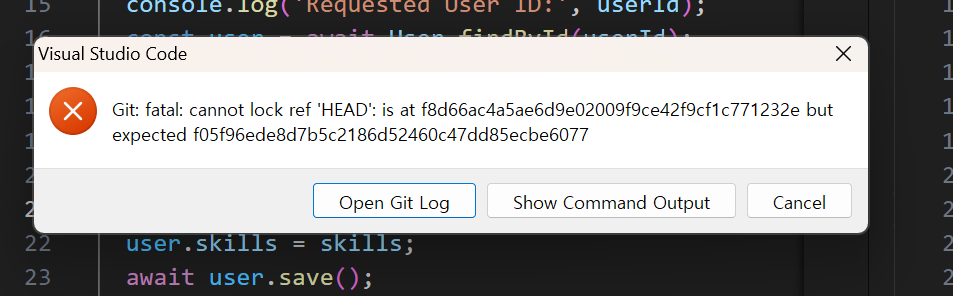 15 console.log('Requested User ID:', userId);
16 const user = await User.findById(userId);
Visual Studio Code
Git: fatal: cannot lock ref 'HEAD': is at f8d66ac4a5ae6d9e02009f9ce42f9cf1c771232e but
expected f05f96ede8d7b5c2186d52460c47dd85ecbe6077
Open Git Log
Show Command Output
Cancel
22 user.skills = skills;
23 await user.save();